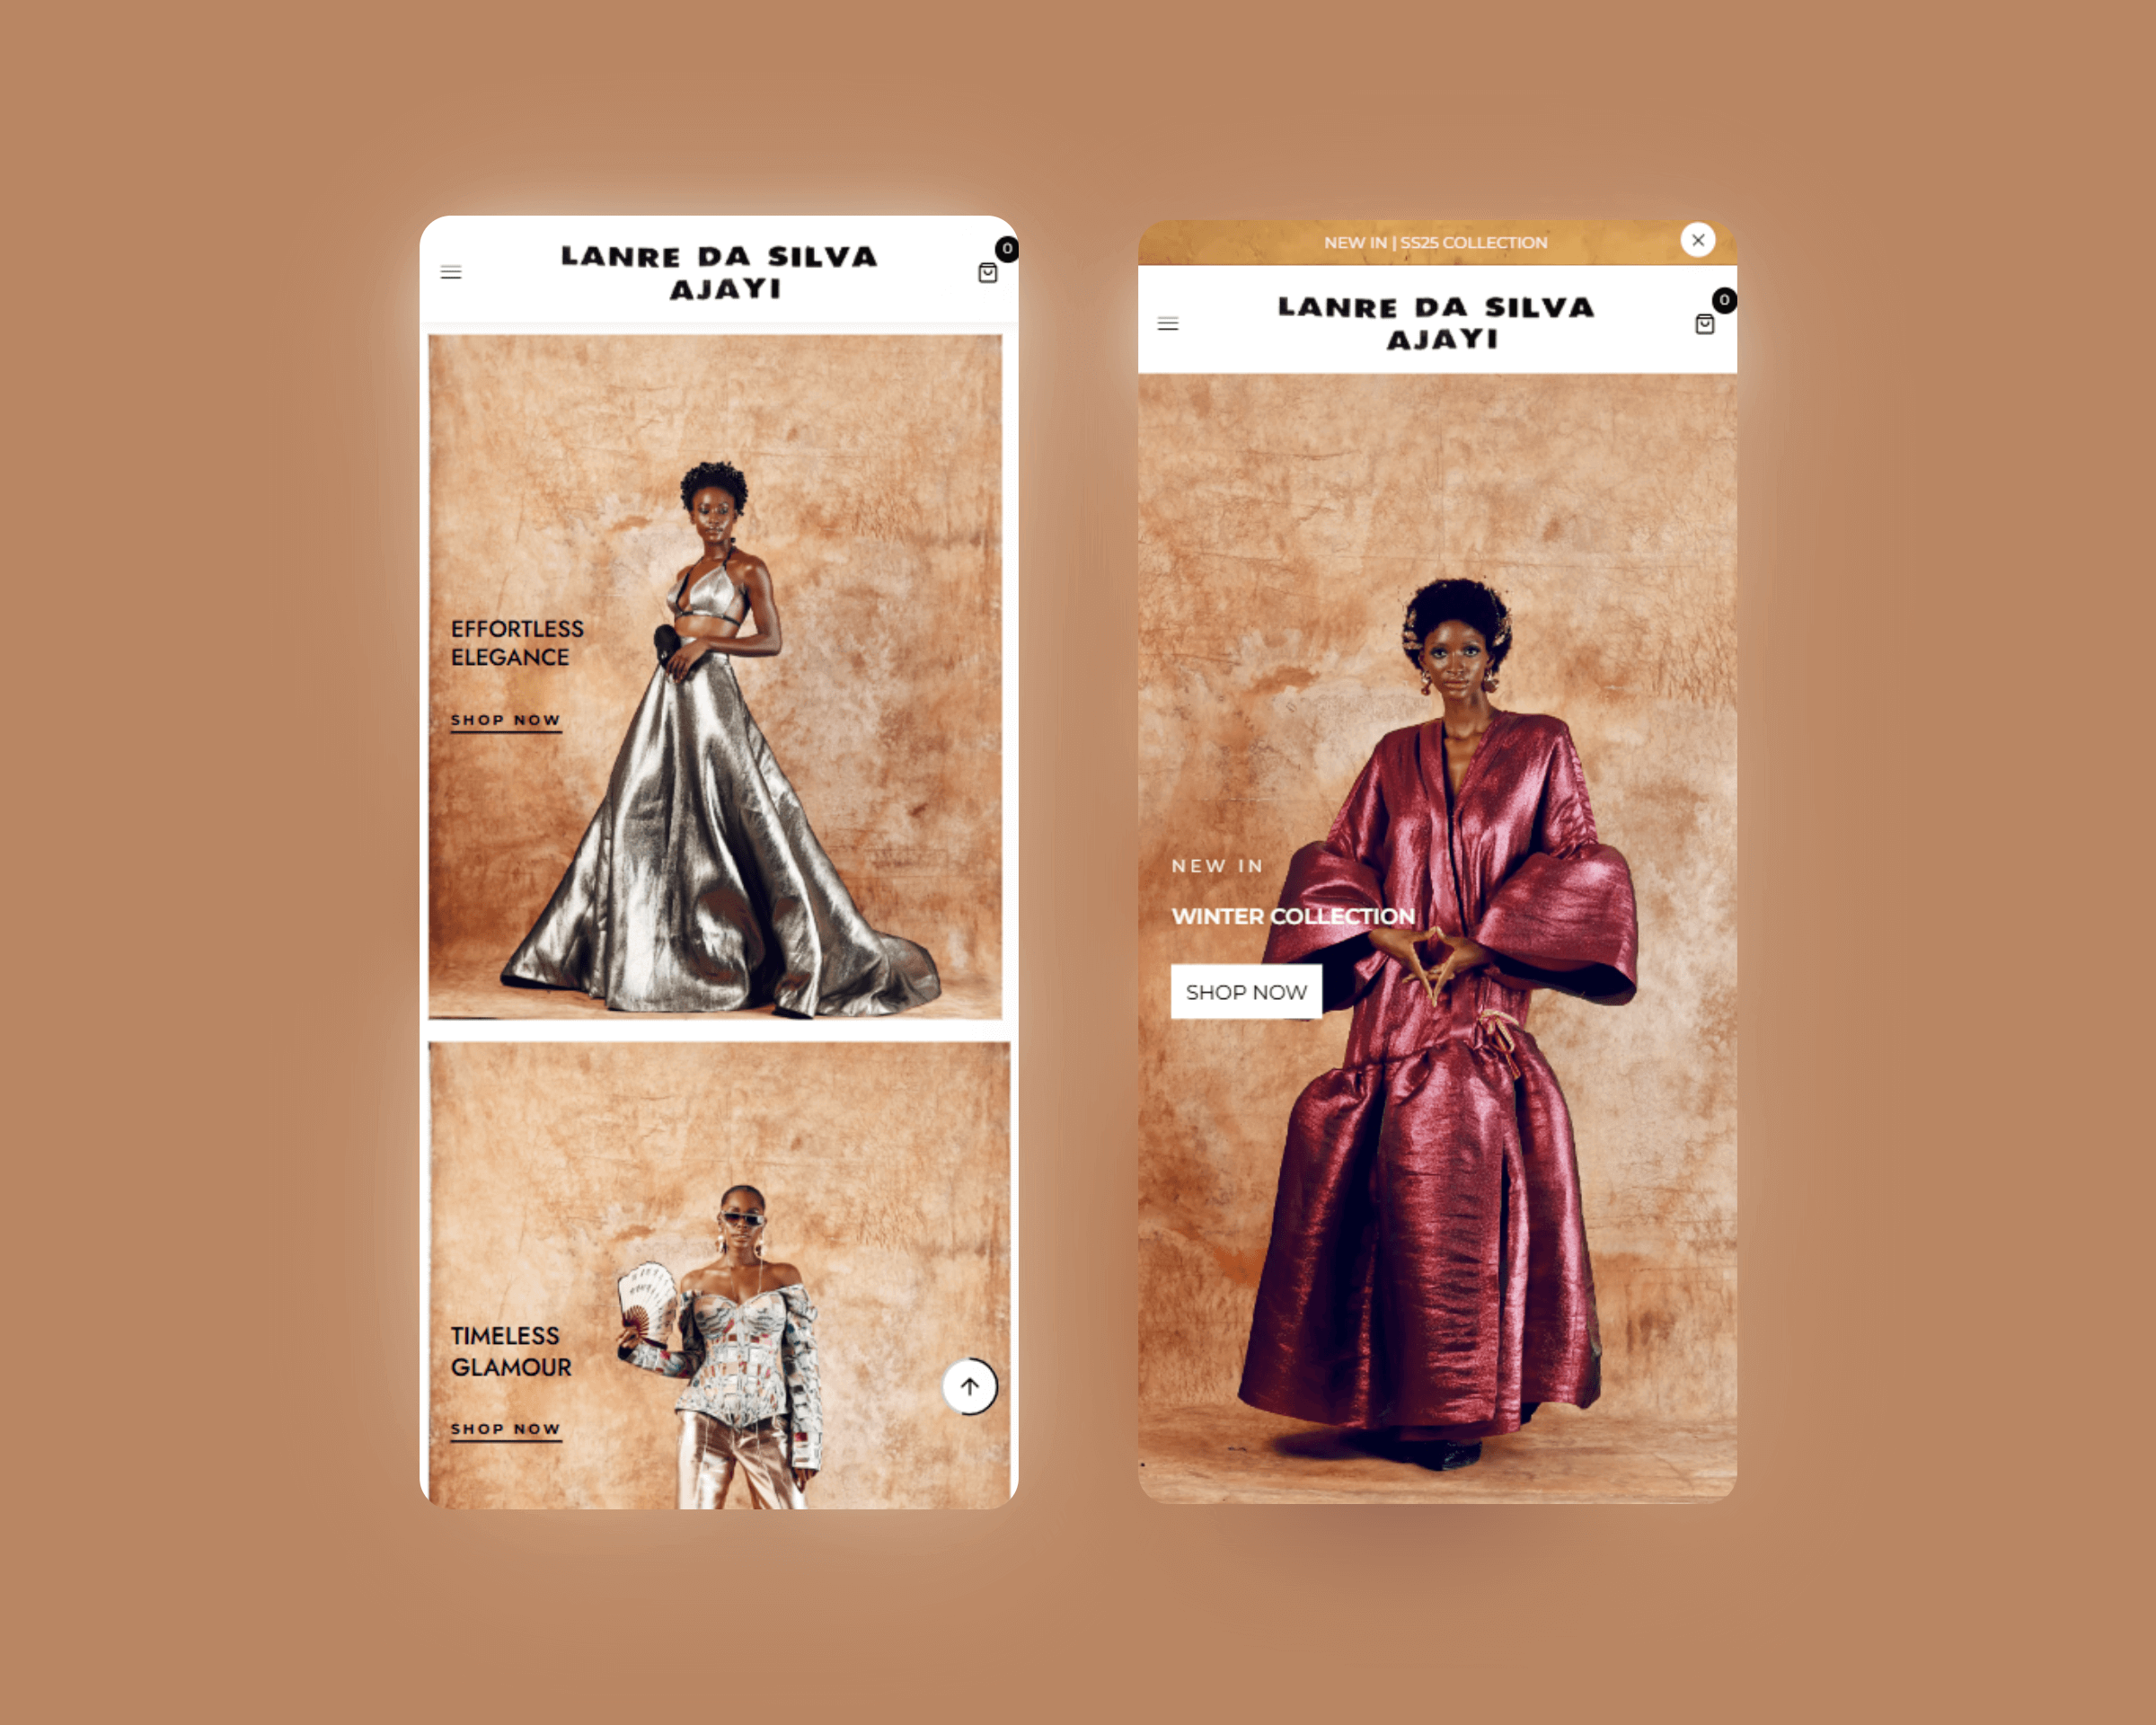 LANRE DA SILVA
AJAYI
0
EFFORTLESS
ELEGANCE
SHOP NOW
TIMELESS
GLAMOUR
SHOP NOW
NEW IN | SS25 COLLECTION
LANRE DA SILVA
AJAYI
0
NEW IN
WINTER COLLECTION
SHOP NOW